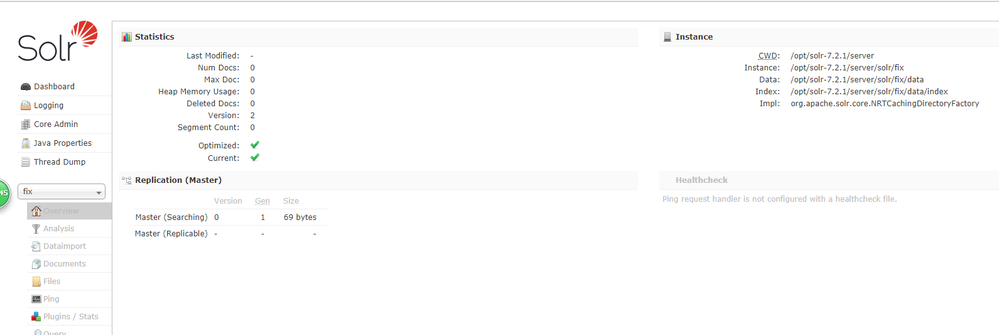 Solr
Dashboard
Logging
Core Admin
Java Properties
Thread Dump
45
fix
Overview
Analysis
Dataimport
Documents
Files
Ping
Plugins / Stats
Query
Statistics
Last Modified: -
Num Docs: 0
Max Doc: 0
Heap Memory Usage: 0
Deleted Docs: 0
Version: 2
Segment Count: 0
Optimized:
Current:
Replication (Master)
Version Gen Size
Master (Searching) 0 1 69 bytes
Master (Replicable) - - -
Instance
CWD: /opt/solr-7.2.1/server
Instance: /opt/solr-7.2.1/server/solr/fix
Data: /opt/solr-7.2.1/server/solr/fix/data
Index: /opt/solr-7.2.1/server/solr/fix/data/index
Impl: org.apache.solr.core.NRTCachingDirectoryFactory
Healthcheck
Ping request handler is not configured with a healthcheck file.